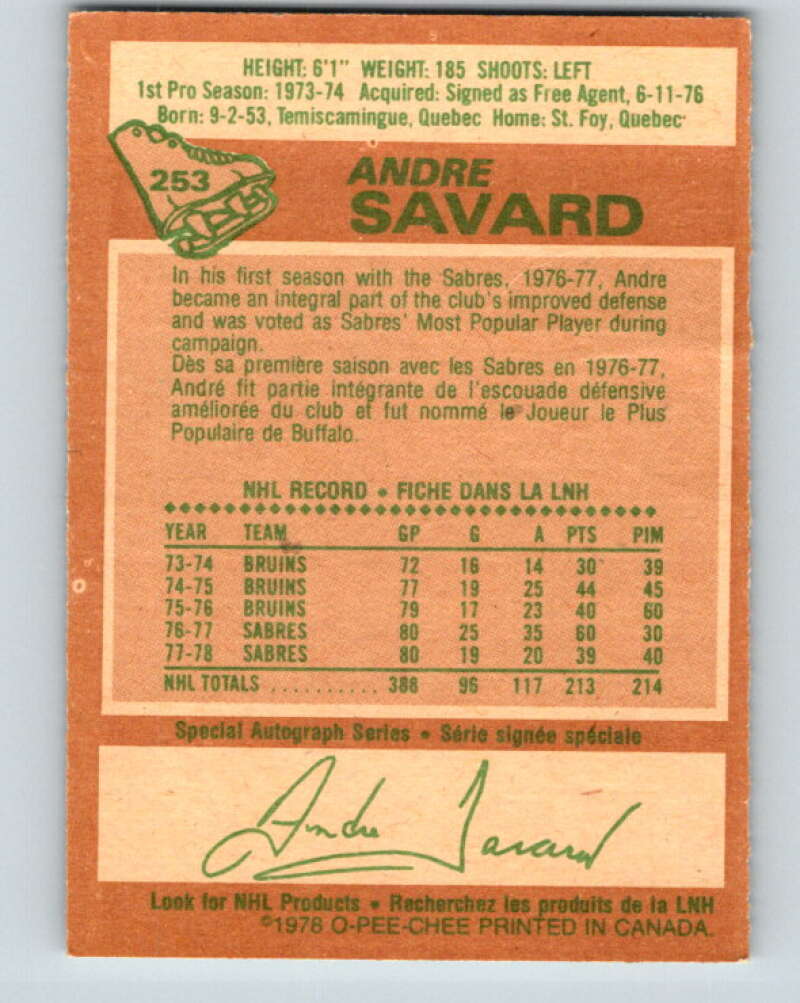 HEIGHT: 6'1" WEIGHT: 185 SHOOTS: LEFT
1st Pro Season: 1973-74 Acquired: Signed as Free Agent, 6-11-76
Born: 9-2-53, Temiscamingue, Quebec Home: St. Foy, Quebec
253
ANDRE
SAVARD
In his first season with the Sabres, 1976-77, Andre
became an integral part of the club's improved defense
and was voted as Sabres' Most Popular Player during
campaign.
Dès sa première saison avec les Sabres en 1976-77,
André fit partie intégrante de l'escouade défensive
améliorée du club et fut nommé le Joueur le Plus
Populaire de Buffalo.
NHL RECORD • FICHE DANS LA LNH
YEAR TEAM GP G A PTS PIM
73-74 BRUINS 72 16 14 30 39
74-75 BRUINS 77 19 25 44 45
75-76 BRUINS 79 17 23 40 60
76-77 SABRES 80 25 35 60 30
77-78 SABRES 80 19 20 39 40
NHL TOTALS .......... 388 96 117 213 214
Special Autograph Series • Série signée spéciale
Andre Savard
Look for NHL Products • Recherchez les produits de la LNH
©1978 O-PEE-CHEE PRINTED IN CANADA.